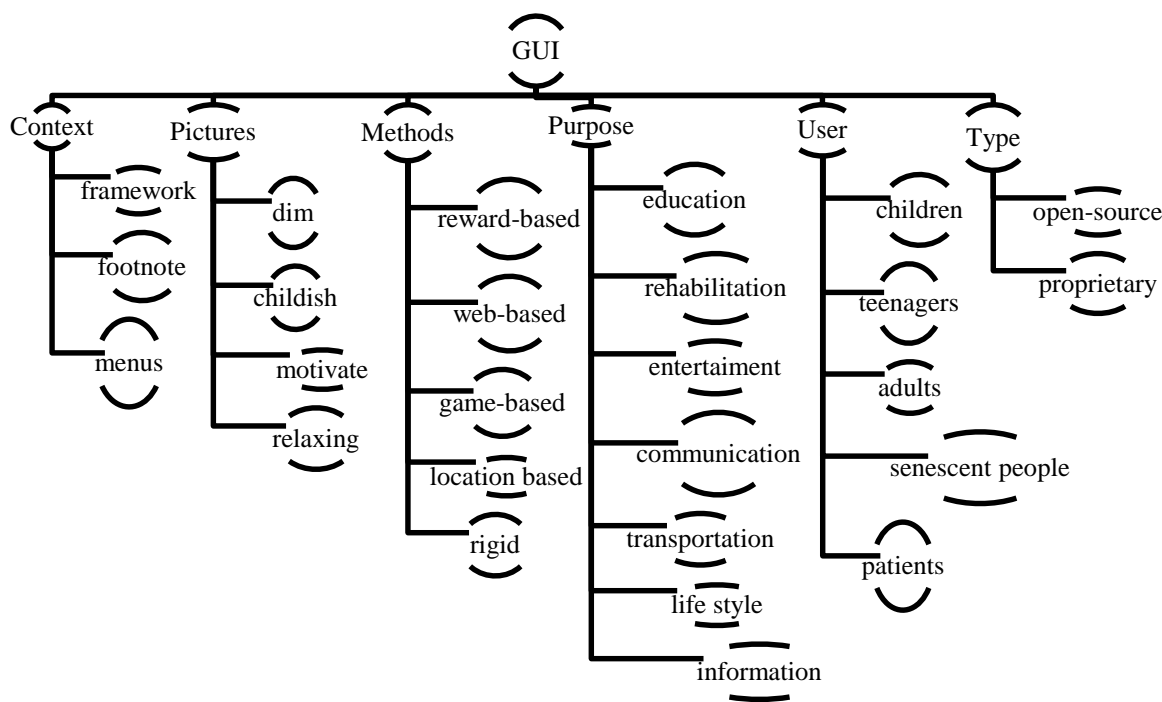 GUI
Context
framework
footnote
menus
Pictures
dim
childish
motivate
relaxing
Methods
reward-based
web-based
game-based
location based
rigid
Purpose
education
rehabilitation
entertaiment
communication
transportation
life style
information
User
children
teenagers
adults
senescent people
patients
Type
open-source
proprietary